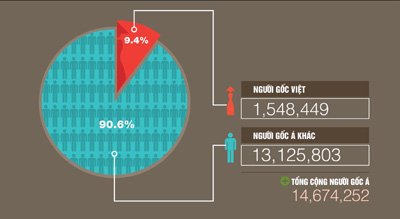 9.4%
90.6%
NGƯỜI GỐC VIỆT
1,548,449
NGƯỜI GỐC Á KHÁC
13,125,803
TỔNG CỘNG NGƯỜI GỐC Á
14,674,252